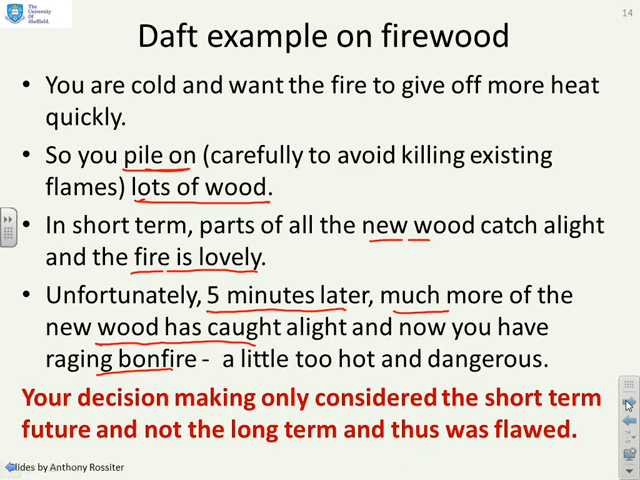 The
University
Of
Sheffield.
14
Daft example on firewood
• You are cold and want the fire to give off more heat
quickly.
• So you pile on (carefully to avoid killing existing
flames) lots of wood.
• In short term, parts of all the new wood catch alight
and the fire is lovely.
• Unfortunately, 5 minutes later, much more of the
new wood has caught alight and now you have
raging bonfire - a little too hot and dangerous.
Your decision making only considered the short term
future and not the long term and thus was flawed.
lides by Anthony Rossiter